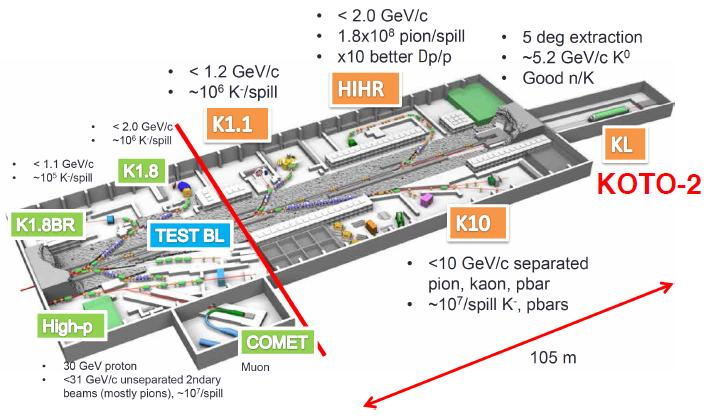 • < 2.0 GeV/c
• 1.8x10⁸ pion/spill
• x10 better Dp/p
• 5 deg extraction
• ~5.2 GeV/c K⁰
• Good n/K
• < 1.2 GeV/c
• ~10⁶ K⁻/spill
HIHR
K1.1
• < 2.0 GeV/c
• ~10⁶ K⁻/spill
KL
KOTO-2
• < 1.1 GeV/c
• ~10⁵ K⁻/spill
K1.8
K1.8BR
TEST BL
K10
• <10 GeV/c separated
pion, kaon, pbar
• ~10⁷/spill K⁻, pbars
High-p
COMET
105 m
• 30 GeV proton
• <31 GeV/c unseparated 2ndary
beams (mostly pions), ~10⁷/spill
Muon